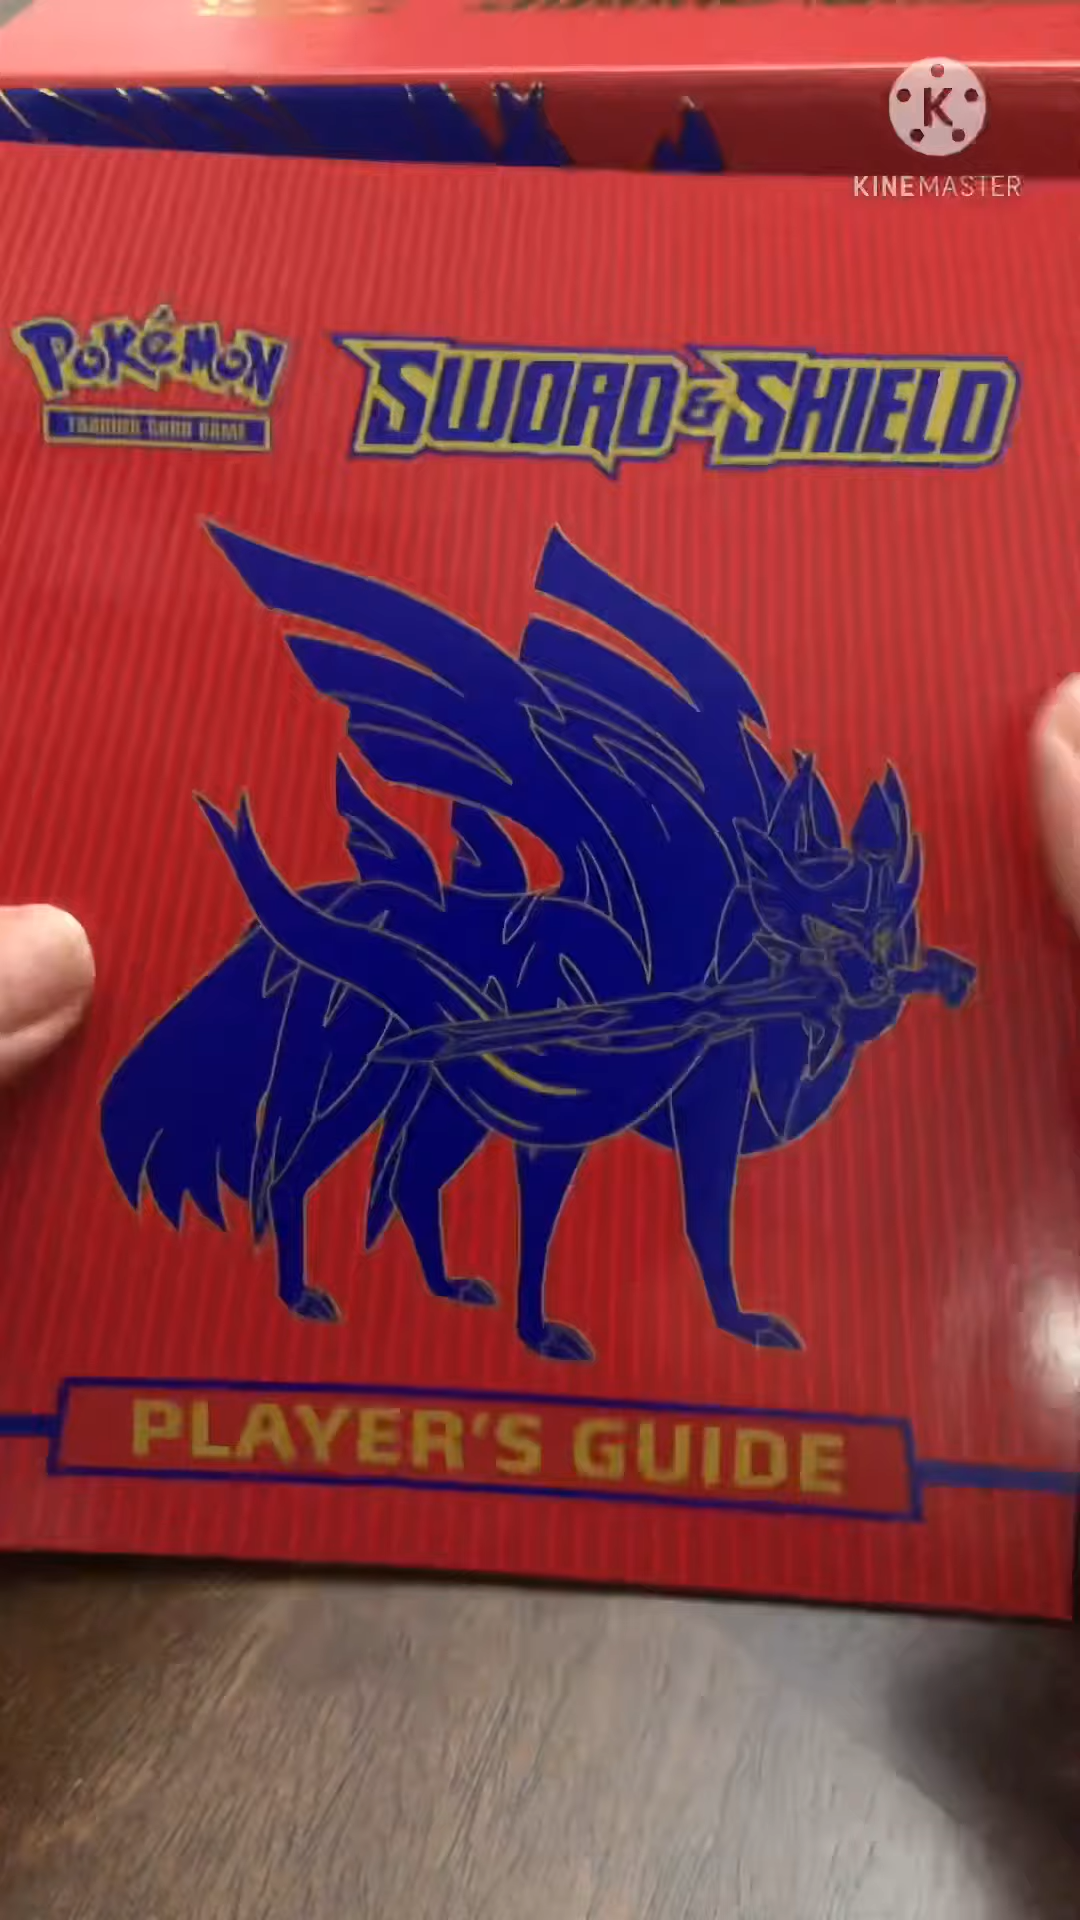 K
KINEMASTER
POKÉMON
TRADING CARD GAME
SWORD & SHIELD
PLAYER'S GUIDE